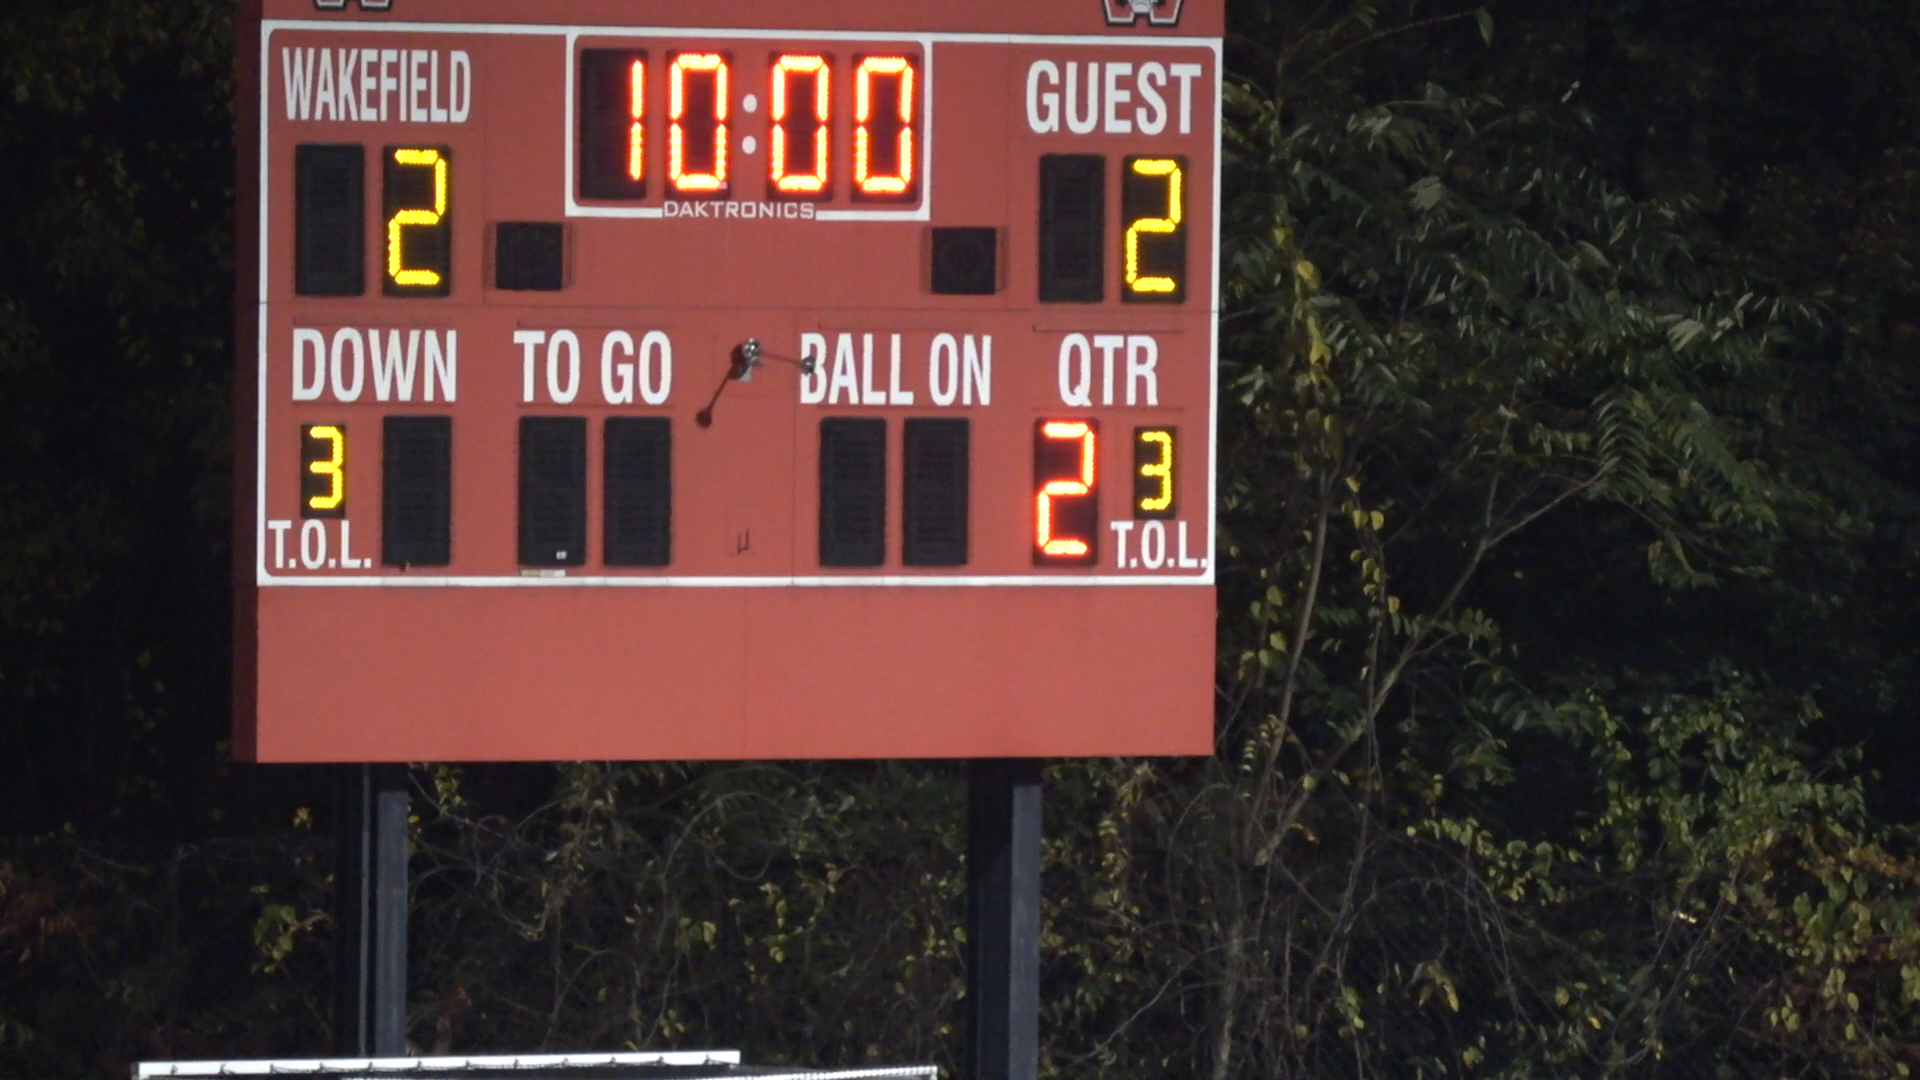 WAKEFIELD 10:00 GUEST
DAKTRONICS
2 2
DOWN TO GO BALL ON QTR
3 2 3
T.O.L. T.O.L.